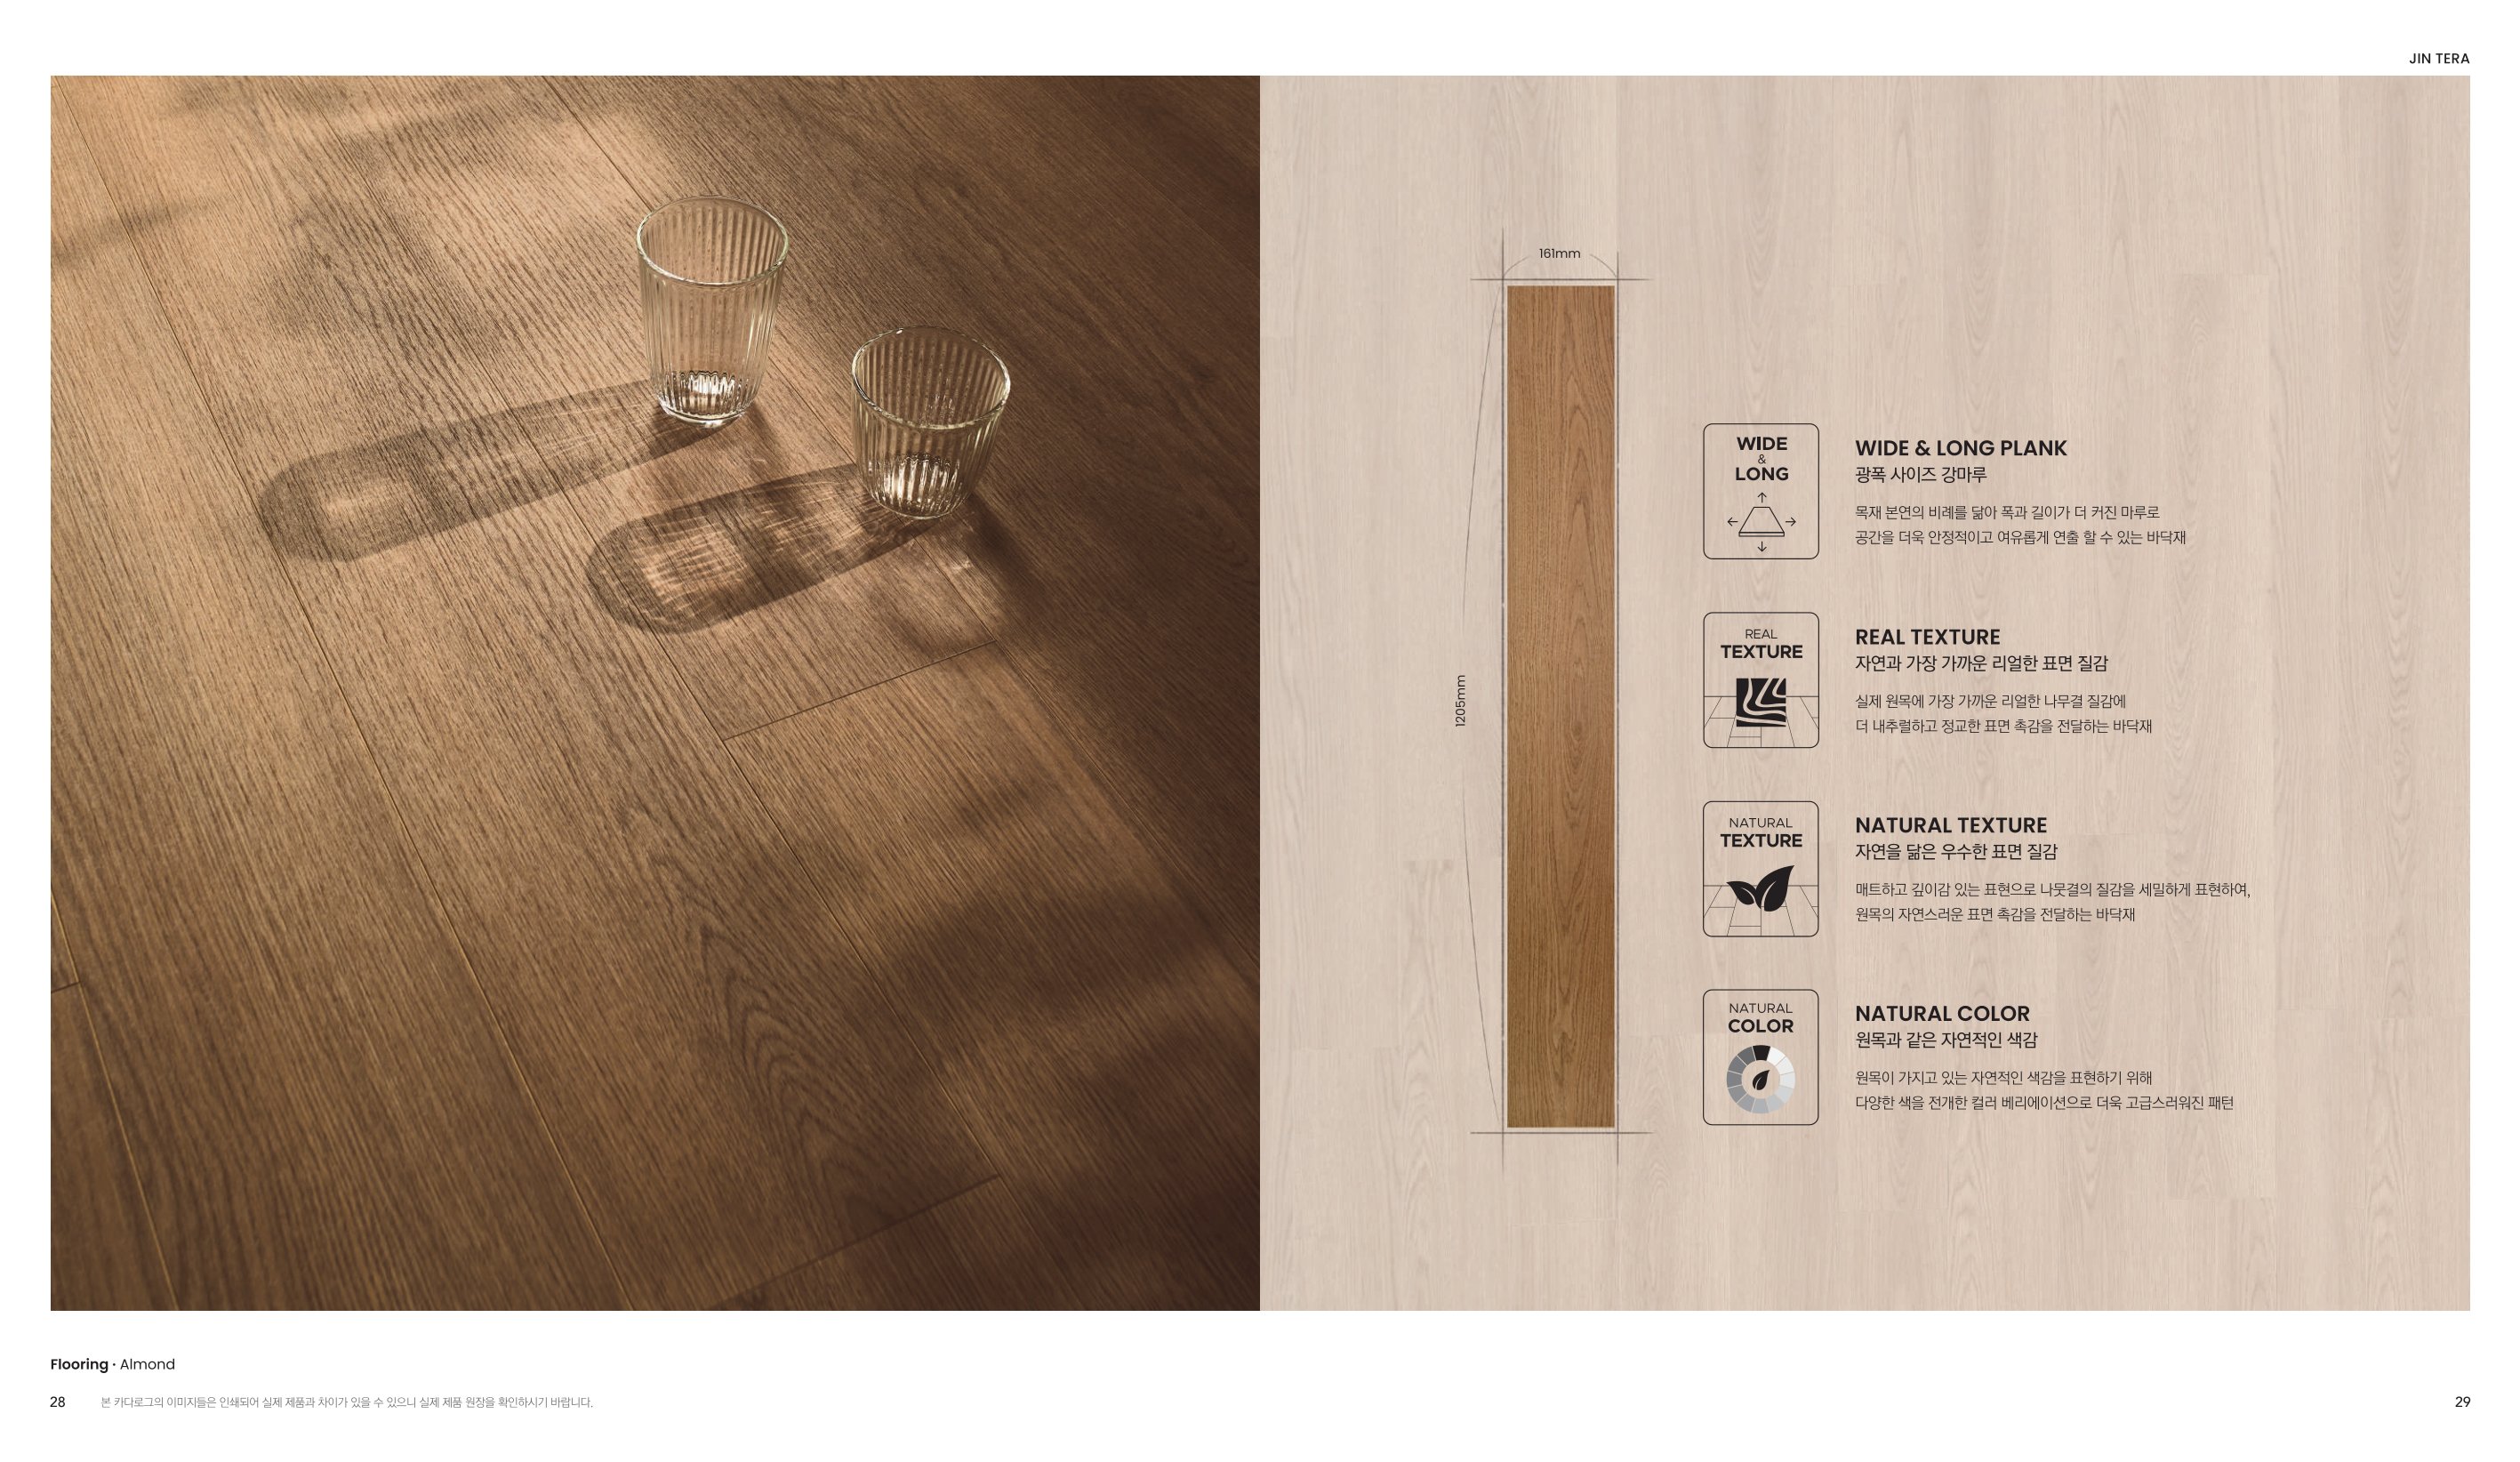 JIN TERA
161mm
1205mm
WIDE
&
LONG
WIDE & LONG PLANK
광폭 사이즈 강마루
목재 본연의 비례를 닮아 폭과 길이가 더 커진 마루로
공간을 더욱 안정적이고 여유롭게 연출 할 수 있는 바닥재
REAL
TEXTURE
REAL TEXTURE
자연과 가장 가까운 리얼한 표면 질감
실제 원목에 가장 가까운 리얼한 나무결 질감에
더 내추럴하고 정교한 표면 촉감을 전달하는 바닥재
NATURAL
TEXTURE
NATURAL TEXTURE
자연을 닮은 우수한 표면 질감
매트하고 깊이감 있는 표현으로 나뭇결의 질감을 세밀하게 표현하여,
원목의 자연스러운 표면 촉감을 전달하는 바닥재
NATURAL
COLOR
NATURAL COLOR
원목과 같은 자연적인 색감
원목이 가지고 있는 자연적인 색감을 표현하기 위해
다양한 색을 전개한 컬러 베리에이션으로 더욱 고급스러워진 패턴
Flooring · Almond
28
본 카다로그의 이미지들은 인쇄되어 실제 제품과 차이가 있을 수 있으니 실제 제품 원장을 확인하시기 바랍니다.
29